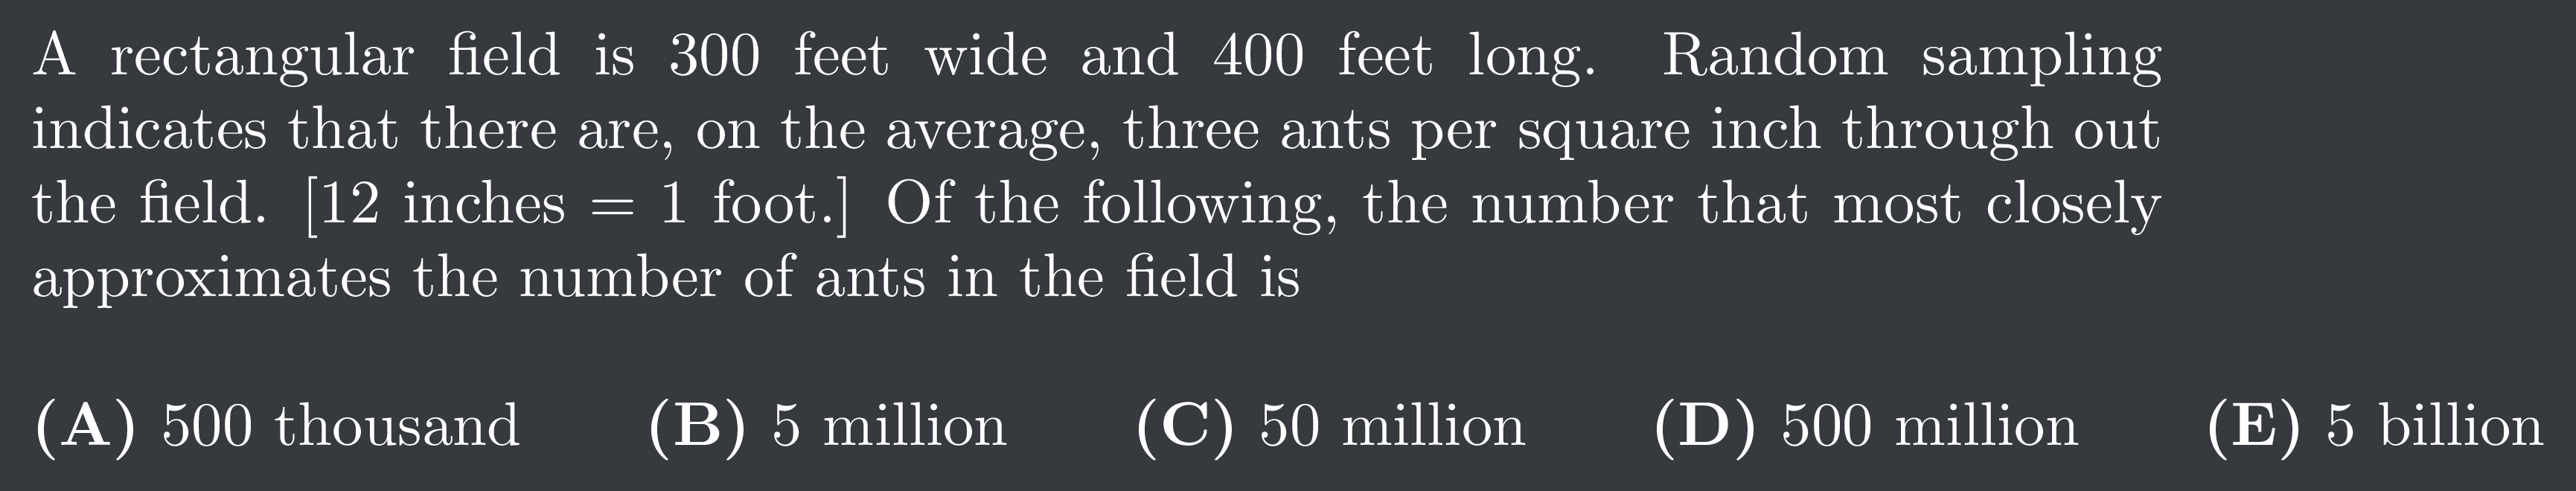 A rectangular field is 300 feet wide and 400 feet long. Random sampling
indicates that there are, on the average, three ants per square inch through out
the field. [12 inches = 1 foot.] Of the following, the number that most closely
approximates the number of ants in the field is
(A) 500 thousand (B) 5 million (C) 50 million (D) 500 million (E) 5 billion